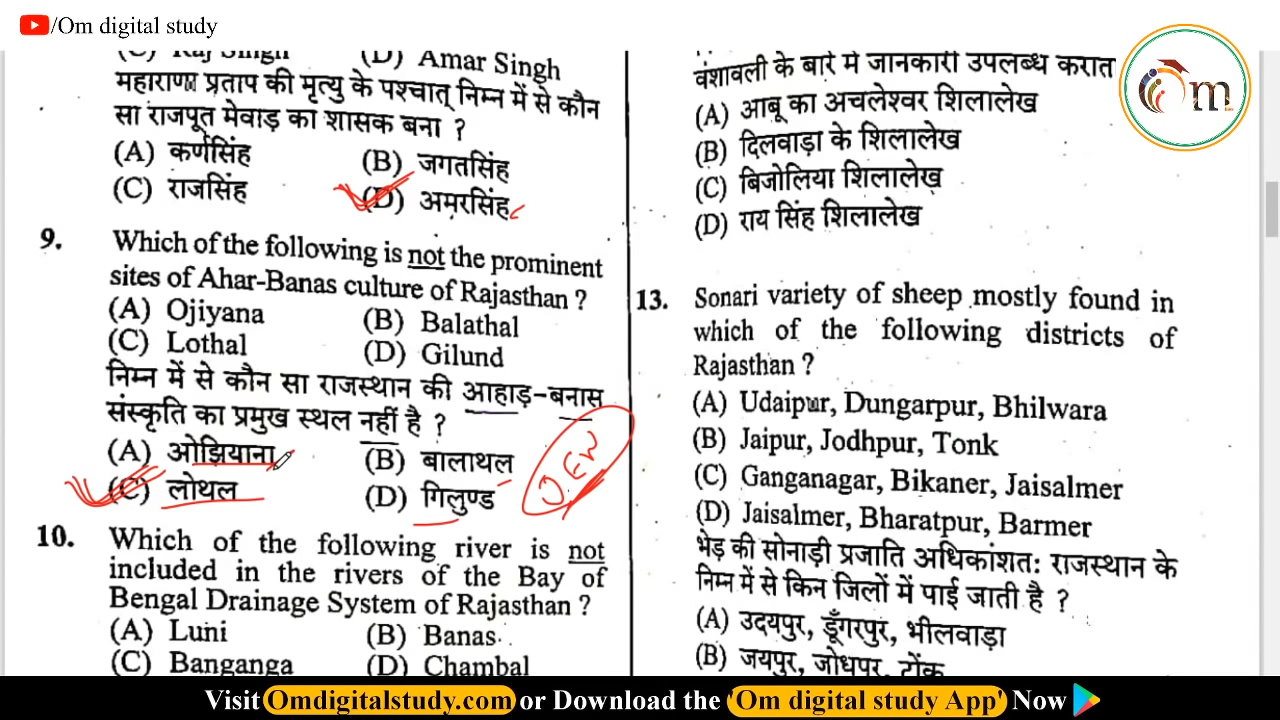 /Om digital study
(C) Raj Singh (D) Amar Singh
महाराणा प्रताप की मृत्यु के पश्चात् निम्न में से कौन
सा राजपूत मेवाड़ का शासक बना ?
(A) कर्णसिंह (B) जगतसिंह
(C) राजसिंह (D) अमरसिंह
9. Which of the following is not the prominent
sites of Ahar-Banas culture of Rajasthan ?
(A) Ojiyana (B) Balathal
(C) Lothal (D) Gilund
निम्न में से कौन सा राजस्थान की आहाड़-बनास
संस्कृति का प्रमुख स्थल नहीं है ?
(A) ओझियाना (B) बालाथल
(C) लोथल (D) गिलुण्ड
10. Which of the following river is not
included in the rivers of the Bay of
Bengal Drainage System of Rajasthan ?
(A) Luni (B) Banas
(C) Banganga (D) Chambal
वंशावली के बारे में जानकारी उपलब्ध कराता
(A) आबू का अचलेश्वर शिलालेख
(B) दिलवाड़ा के शिलालेख
(C) बिजोलिया शिलालेख
(D) राय सिंह शिलालेख
13. Sonari variety of sheep mostly found in
which of the following districts of
Rajasthan ?
(A) Udaipur, Dungarpur, Bhilwara
(B) Jaipur, Jodhpur, Tonk
(C) Ganganagar, Bikaner, Jaisalmer
(D) Jaisalmer, Bharatpur, Barmer
भेड़ की सोनाड़ी प्रजाति अधिकांशतः राजस्थान के
निम्न में से किन जिलों में पाई जाती है ?
(A) उदयपुर, डूँगरपुर, भीलवाड़ा
(B) जयपुर, जोधपुर, टोंक
Om
Visit Omdigitalstudy.com or Download the 'Om digital study App' Now